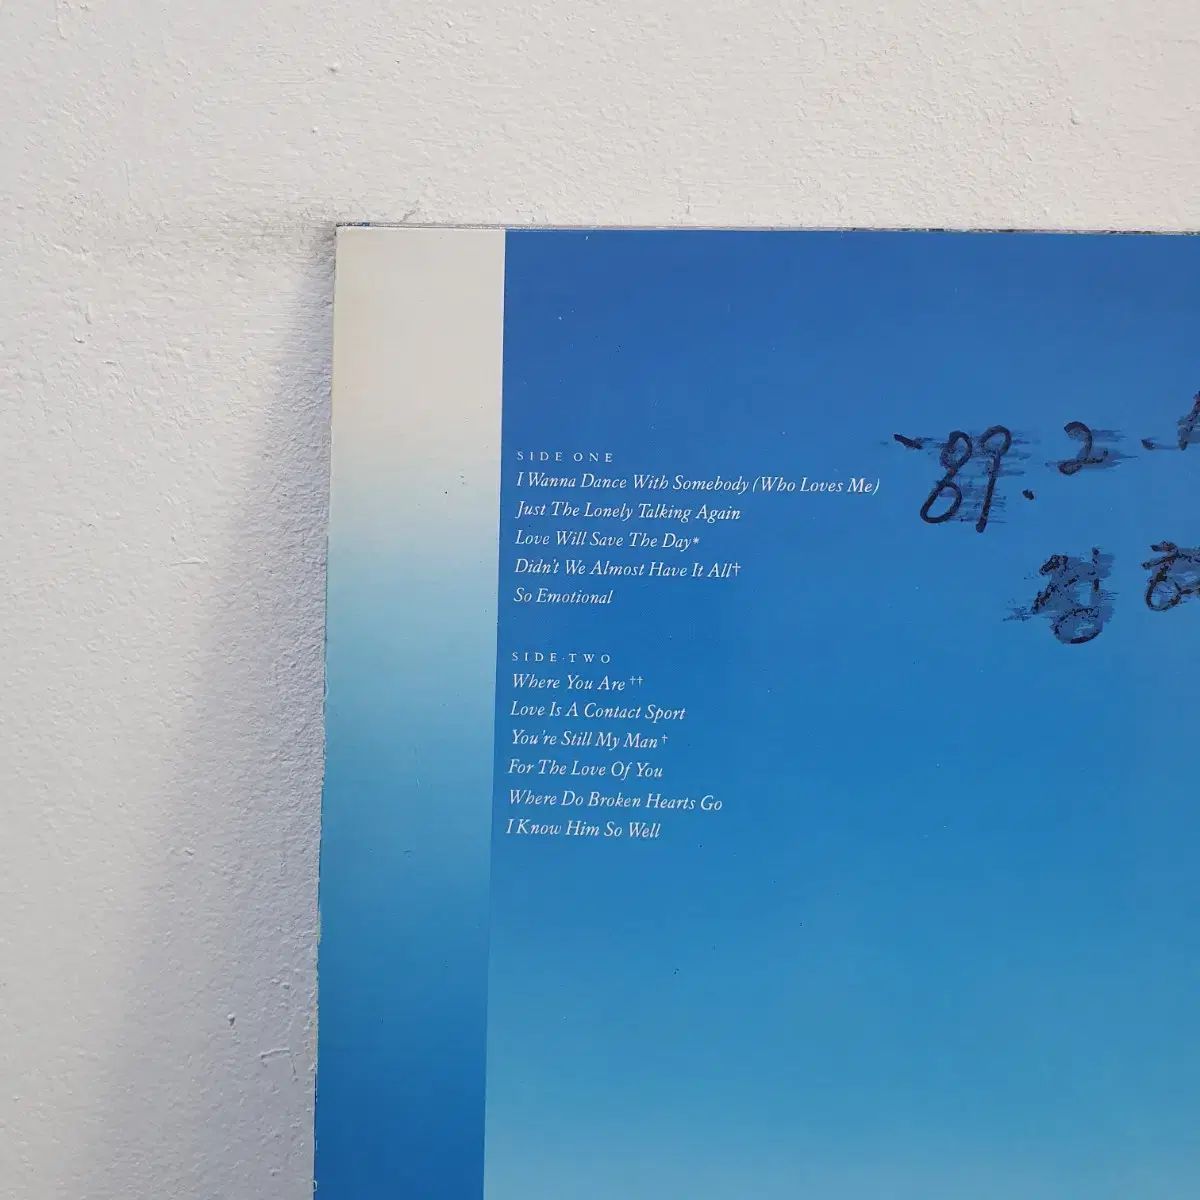 SIDE ONE
I Wanna Dance With Somebody (Who Loves Me)
Just The Lonely Talking Again
Love Will Save The Day*
Didn't We Almost Have It All†
So Emotional
SIDE TWO
Where You Are ††
Love Is A Contact Sport
You're Still My Man †
For The Love Of You
Where Do Broken Hearts Go
I Know Him So Well
'89. 2.